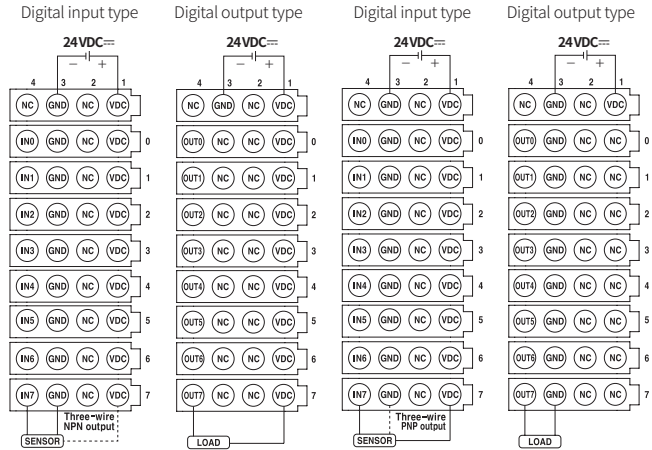 Digital input type
24 VDC⎓
− +
4 3 2 1
NC GND NC VDC
IN0 GND NC VDC 0
IN1 GND NC VDC 1
IN2 GND NC VDC 2
IN3 GND NC VDC 3
IN4 GND NC VDC 4
IN5 GND NC VDC 5
IN6 GND NC VDC 6
IN7 GND NC VDC 7
Three-wire
NPN output
SENSOR
Digital output type
24 VDC⎓
− +
4 3 2 1
NC GND NC VDC
OUT0 NC NC VDC 0
OUT1 NC NC VDC 1
OUT2 NC NC VDC 2
OUT3 NC NC VDC 3
OUT4 NC NC VDC 4
OUT5 NC NC VDC 5
OUT6 NC NC VDC 6
OUT7 NC NC VDC 7
LOAD
Digital input type
24 VDC⎓
− +
4 3 2 1
NC GND NC VDC
IN0 GND NC VDC 0
IN1 GND NC VDC 1
IN2 GND NC VDC 2
IN3 GND NC VDC 3
IN4 GND NC VDC 4
IN5 GND NC VDC 5
IN6 GND NC VDC 6
IN7 GND NC VDC 7
Three-wire
PNP output
SENSOR
Digital output type
24 VDC⎓
− +
4 3 2 1
NC GND NC VDC
OUT0 GND NC NC 0
OUT1 GND NC NC 1
OUT2 GND NC NC 2
OUT3 GND NC NC 3
OUT4 GND NC NC 4
OUT5 GND NC NC 5
OUT6 GND NC NC 6
OUT7 GND NC NC 7
LOAD